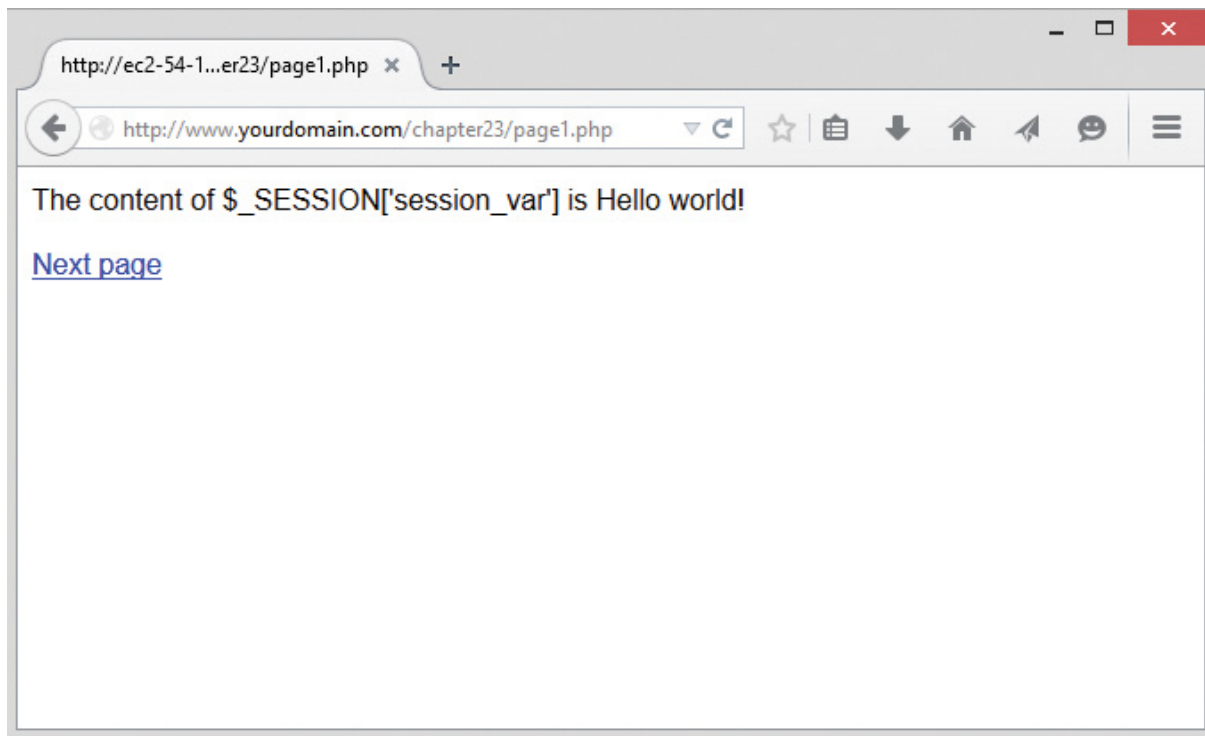 http://ec2-54-1...er23/page1.php
http://www.yourdomain.com/chapter23/page1.php
The content of $_SESSION['session_var'] is Hello world!
Next page